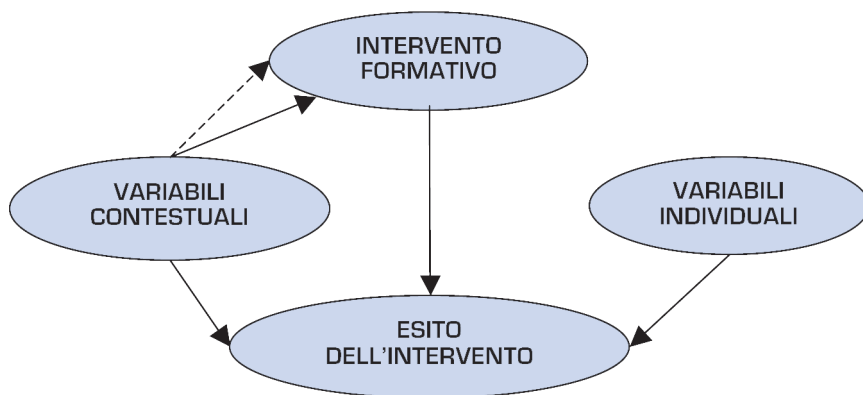 INTERVENTO
FORMATIVO
VARIABILI
CONTESTUALI
VARIABILI
INDIVIDUALI
ESITO
DELL'INTERVENTO